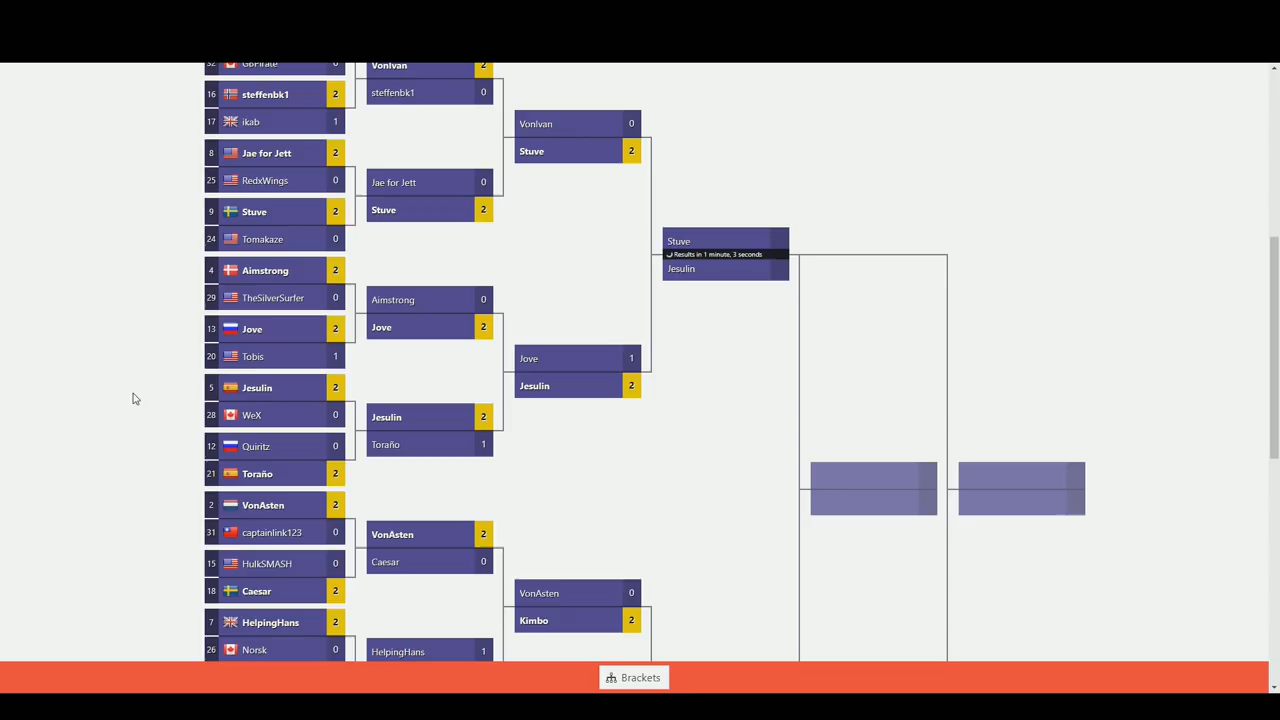 32 GBPirate 0
16 steffenbk1 2
17 ikab 1
8 Jae for Jett 2
25 RedxWings 0
9 Stuve 2
24 Tomakaze 0
4 Aimstrong 2
29 TheSilverSurfer 0
13 Jove 2
20 Tobis 1
5 Jesulin 2
28 WeX 0
12 Quiritz 0
21 Toraño 2
2 VonAsten 2
31 captainlink123 0
15 HulkSMASH 0
18 Caesar 2
7 HelpingHans 2
26 Norsk 0
VonIvan 2
steffenbk1 0
Jae for Jett 0
Stuve 2
Aimstrong 0
Jove 2
Jesulin 2
Toraño 1
VonAsten 2
Caesar 0
HelpingHans 1
VonIvan 0
Stuve 2
Jove 1
Jesulin 2
VonAsten 0
Kimbo 2
Stuve
Results in 1 minute, 3 seconds
Jesulin
Brackets